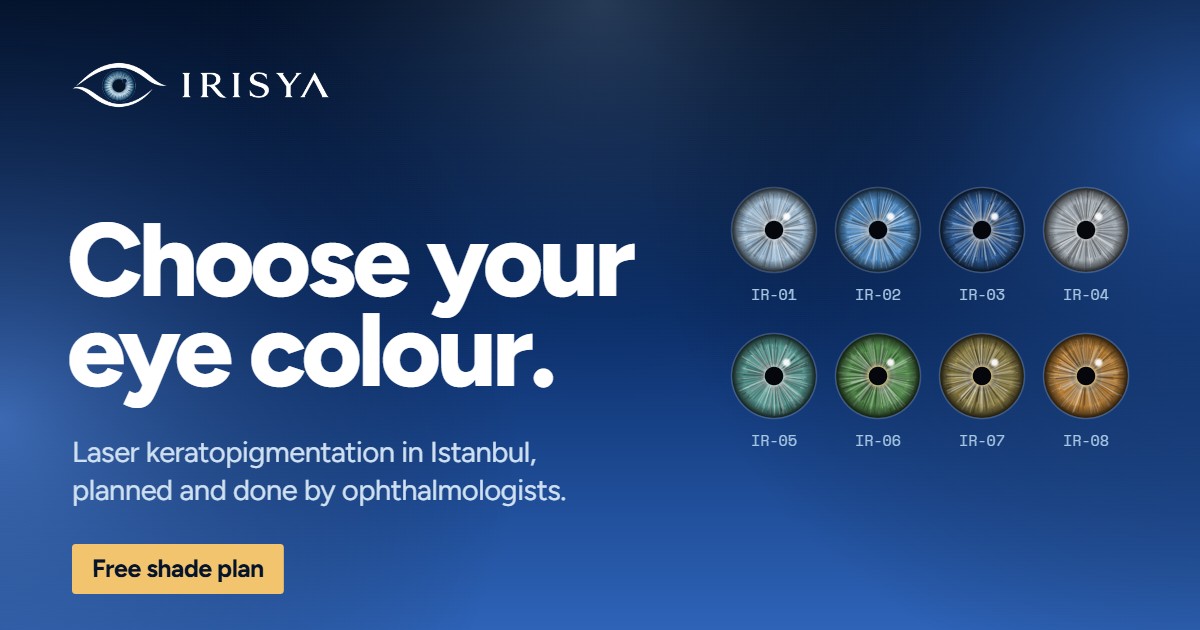 IRISYA
Choose your
eye colour.
Laser keratopigmentation in Istanbul,
planned and done by ophthalmologists.
Free shade plan
IR-01 IR-02 IR-03 IR-04
IR-05 IR-06 IR-07 IR-08